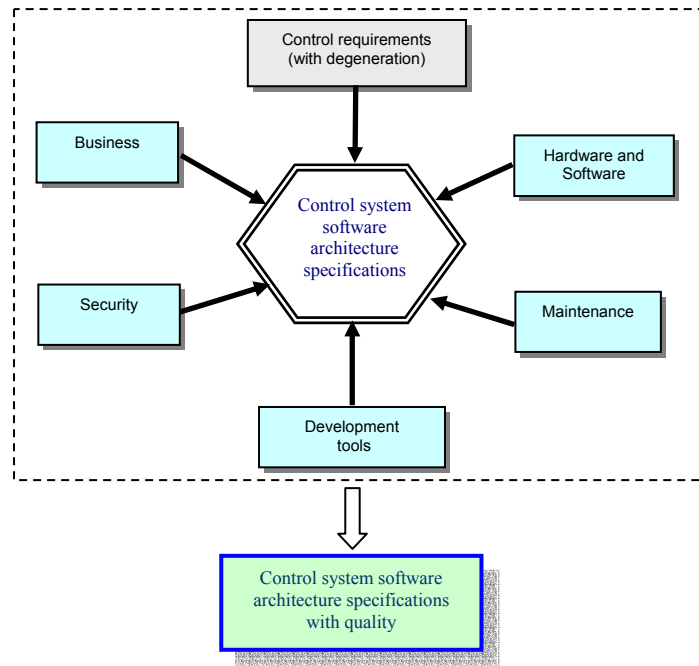 Control requirements
(with degeneration)
Business
Hardware and
Software
Control system
software
architecture
specifications
Security
Maintenance
Development
tools
Control system software
architecture specifications
with quality